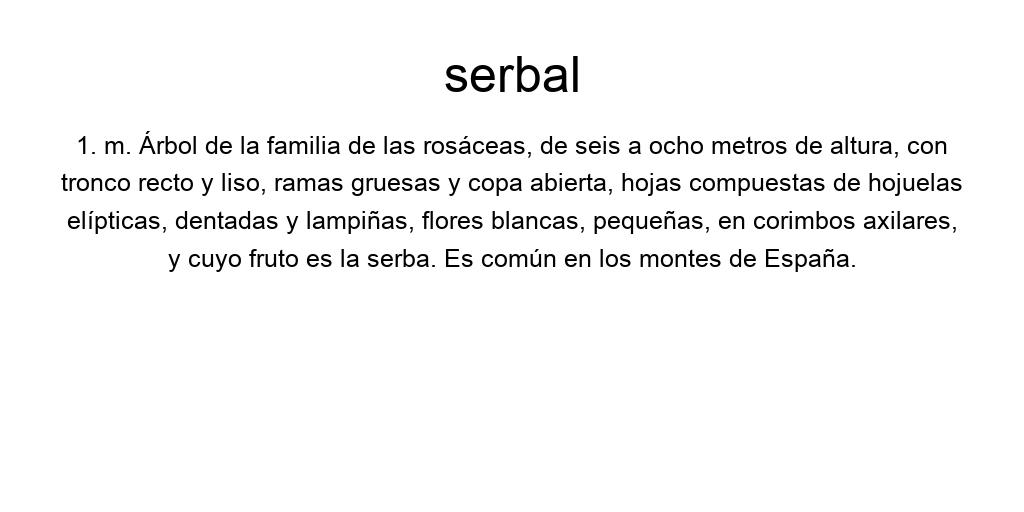 serbal
1. m. Árbol de la familia de las rosáceas, de seis a ocho metros de altura, con
tronco recto y liso, ramas gruesas y copa abierta, hojas compuestas de hojuelas
elípticas, dentadas y lampiñas, flores blancas, pequeñas, en corimbos axilares,
y cuyo fruto es la serba. Es común en los montes de España.